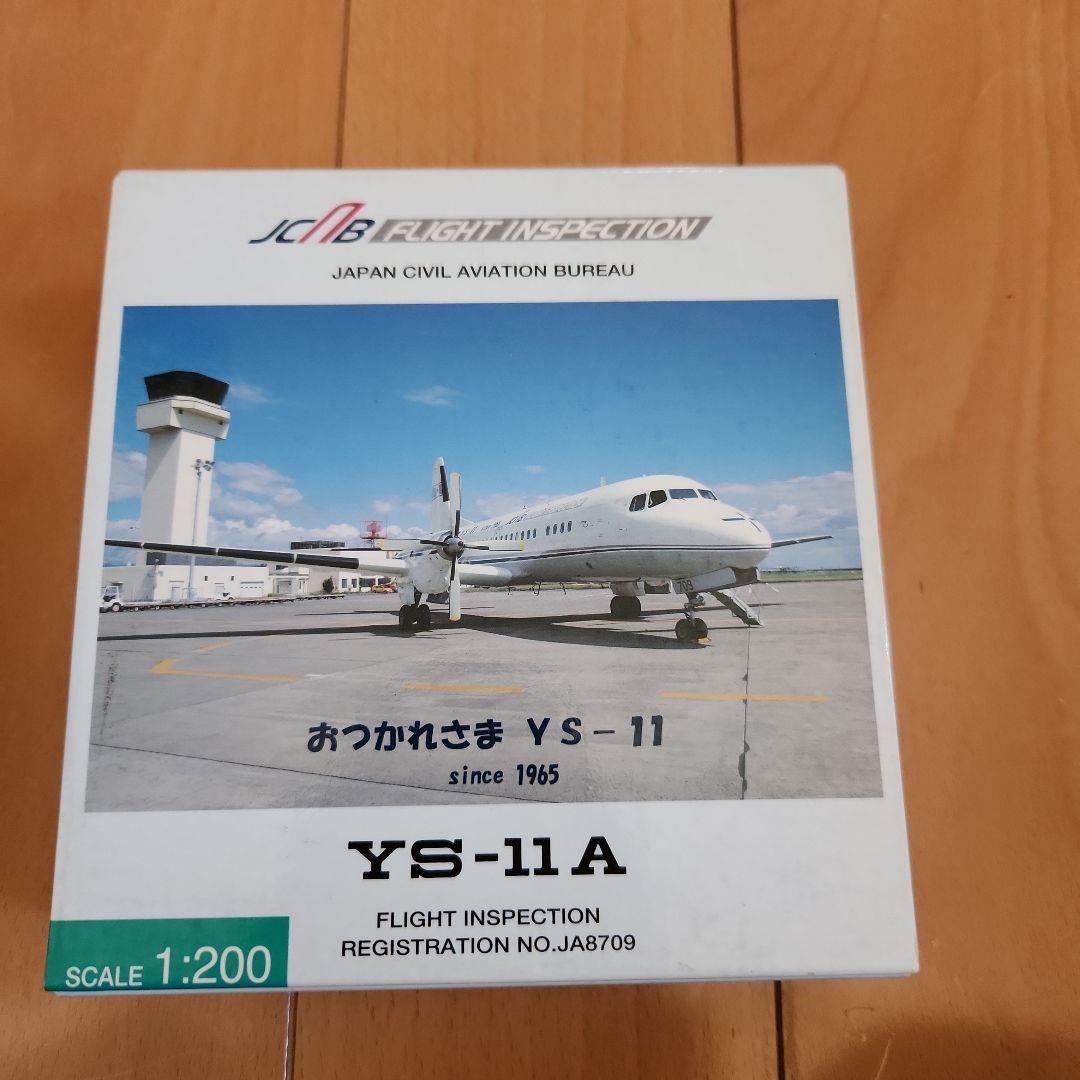 JCAB FLIGHT INSPECTION
JAPAN CIVIL AVIATION BUREAU
おつかれさま YS-11
since 1965
YS-11A
FLIGHT INSPECTION
REGISTRATION NO.JA8709
SCALE 1:200